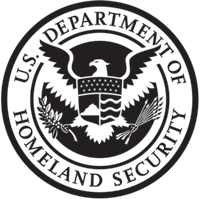 U.S. DEPARTMENT OF
HOMELAND SECURITY